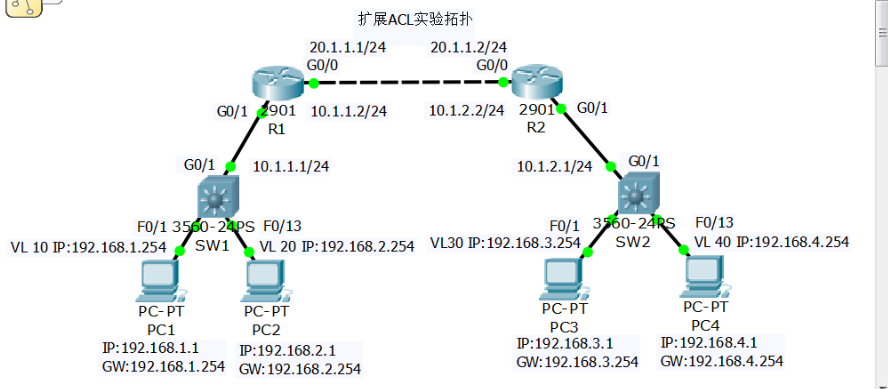 扩展ACL实验拓扑
20.1.1.1/24
20.1.1.2/24
G0/0
G0/0
G0/1
2901
R1
10.1.1.2/24
10.1.2.2/24
2901
R2
G0/1
G0/1
10.1.1.1/24
10.1.2.1/24
G0/1
F0/1
3560-24PS
SW1
F0/13
F0/1
3560-24PS
SW2
F0/13
VL 10 IP:192.168.1.254
VL 20 IP:192.168.2.254
VL30 IP:192.168.3.254
VL 40 IP:192.168.4.254
PC-PT
PC1
IP:192.168.1.1
GW:192.168.1.254
PC-PT
PC2
IP:192.168.2.1
GW:192.168.2.254
PC-PT
PC3
IP:192.168.3.1
GW:192.168.3.254
PC-PT
PC4
IP:192.168.4.1
GW:192.168.4.254